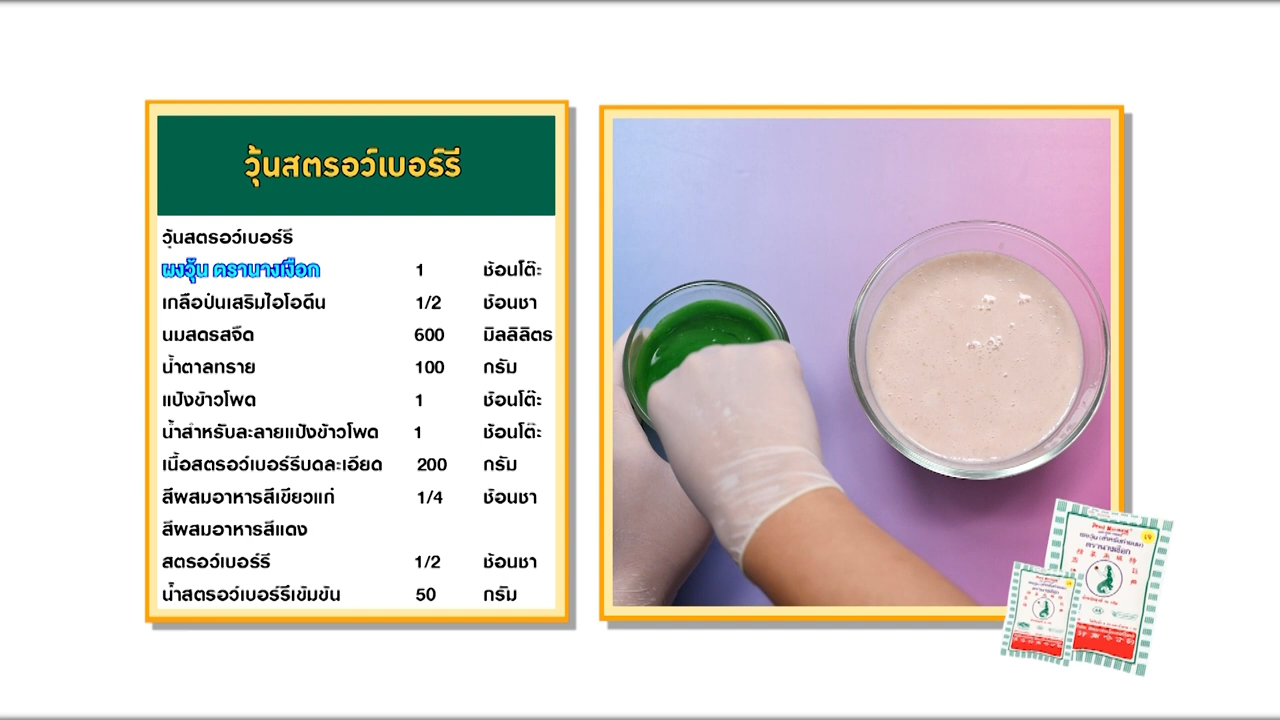 วุ้นสตรอว์เบอร์รี
วุ้นสตรอว์เบอร์รี
ผงวุ้น ตรานางเงือก 1 ช้อนโต๊ะ
เกลือป่นเสริมไอโอดีน 1/2 ช้อนชา
นมสดรสจืด 600 มิลลิลิตร
น้ำตาลทราย 100 กรัม
แป้งข้าวโพด 1 ช้อนโต๊ะ
น้ำสำหรับละลายแป้งข้าวโพด 1 ช้อนโต๊ะ
เนื้อสตรอว์เบอร์รีบดละเอียด 200 กรัม
สีผสมอาหารสีเขียวแก่ 1/4 ช้อนชา
สีผสมอาหารสีแดง
สตรอว์เบอร์รี 1/2 ช้อนชา
น้ำสตรอว์เบอร์รีเข้มข้น 50 กรัม
Pearl Mermaid
ตรานางเงือก